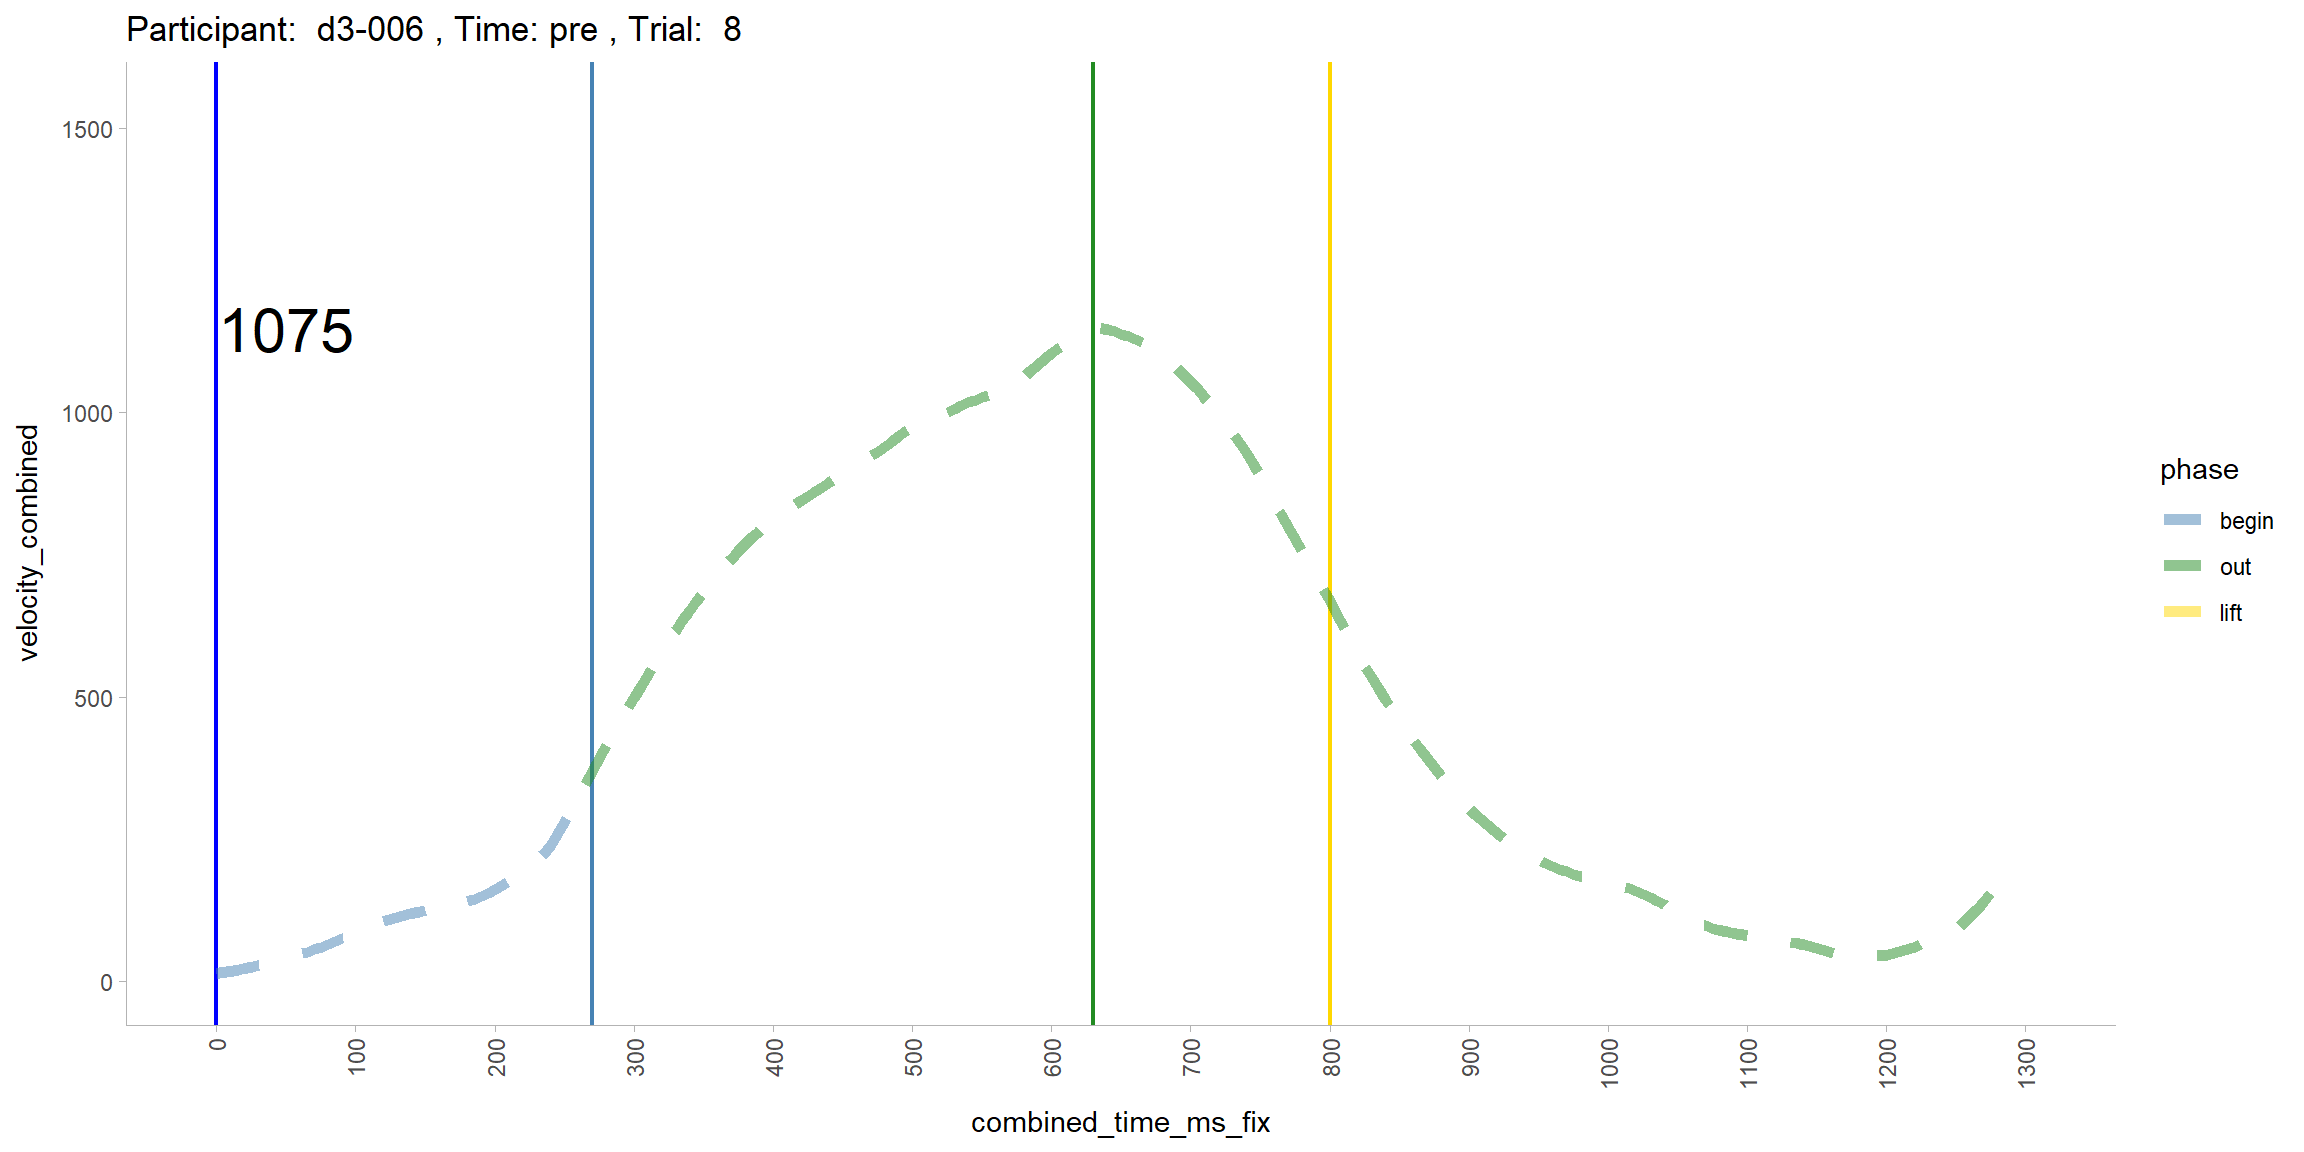 Participant:  d3-006 , Time: pre , Trial:  8
1500
1000
500
0
velocity_combined
1075
0
100
200
300
400
500
600
700
800
900
1000
1100
1200
1300
combined_time_ms_fix
phase
begin
out
lift